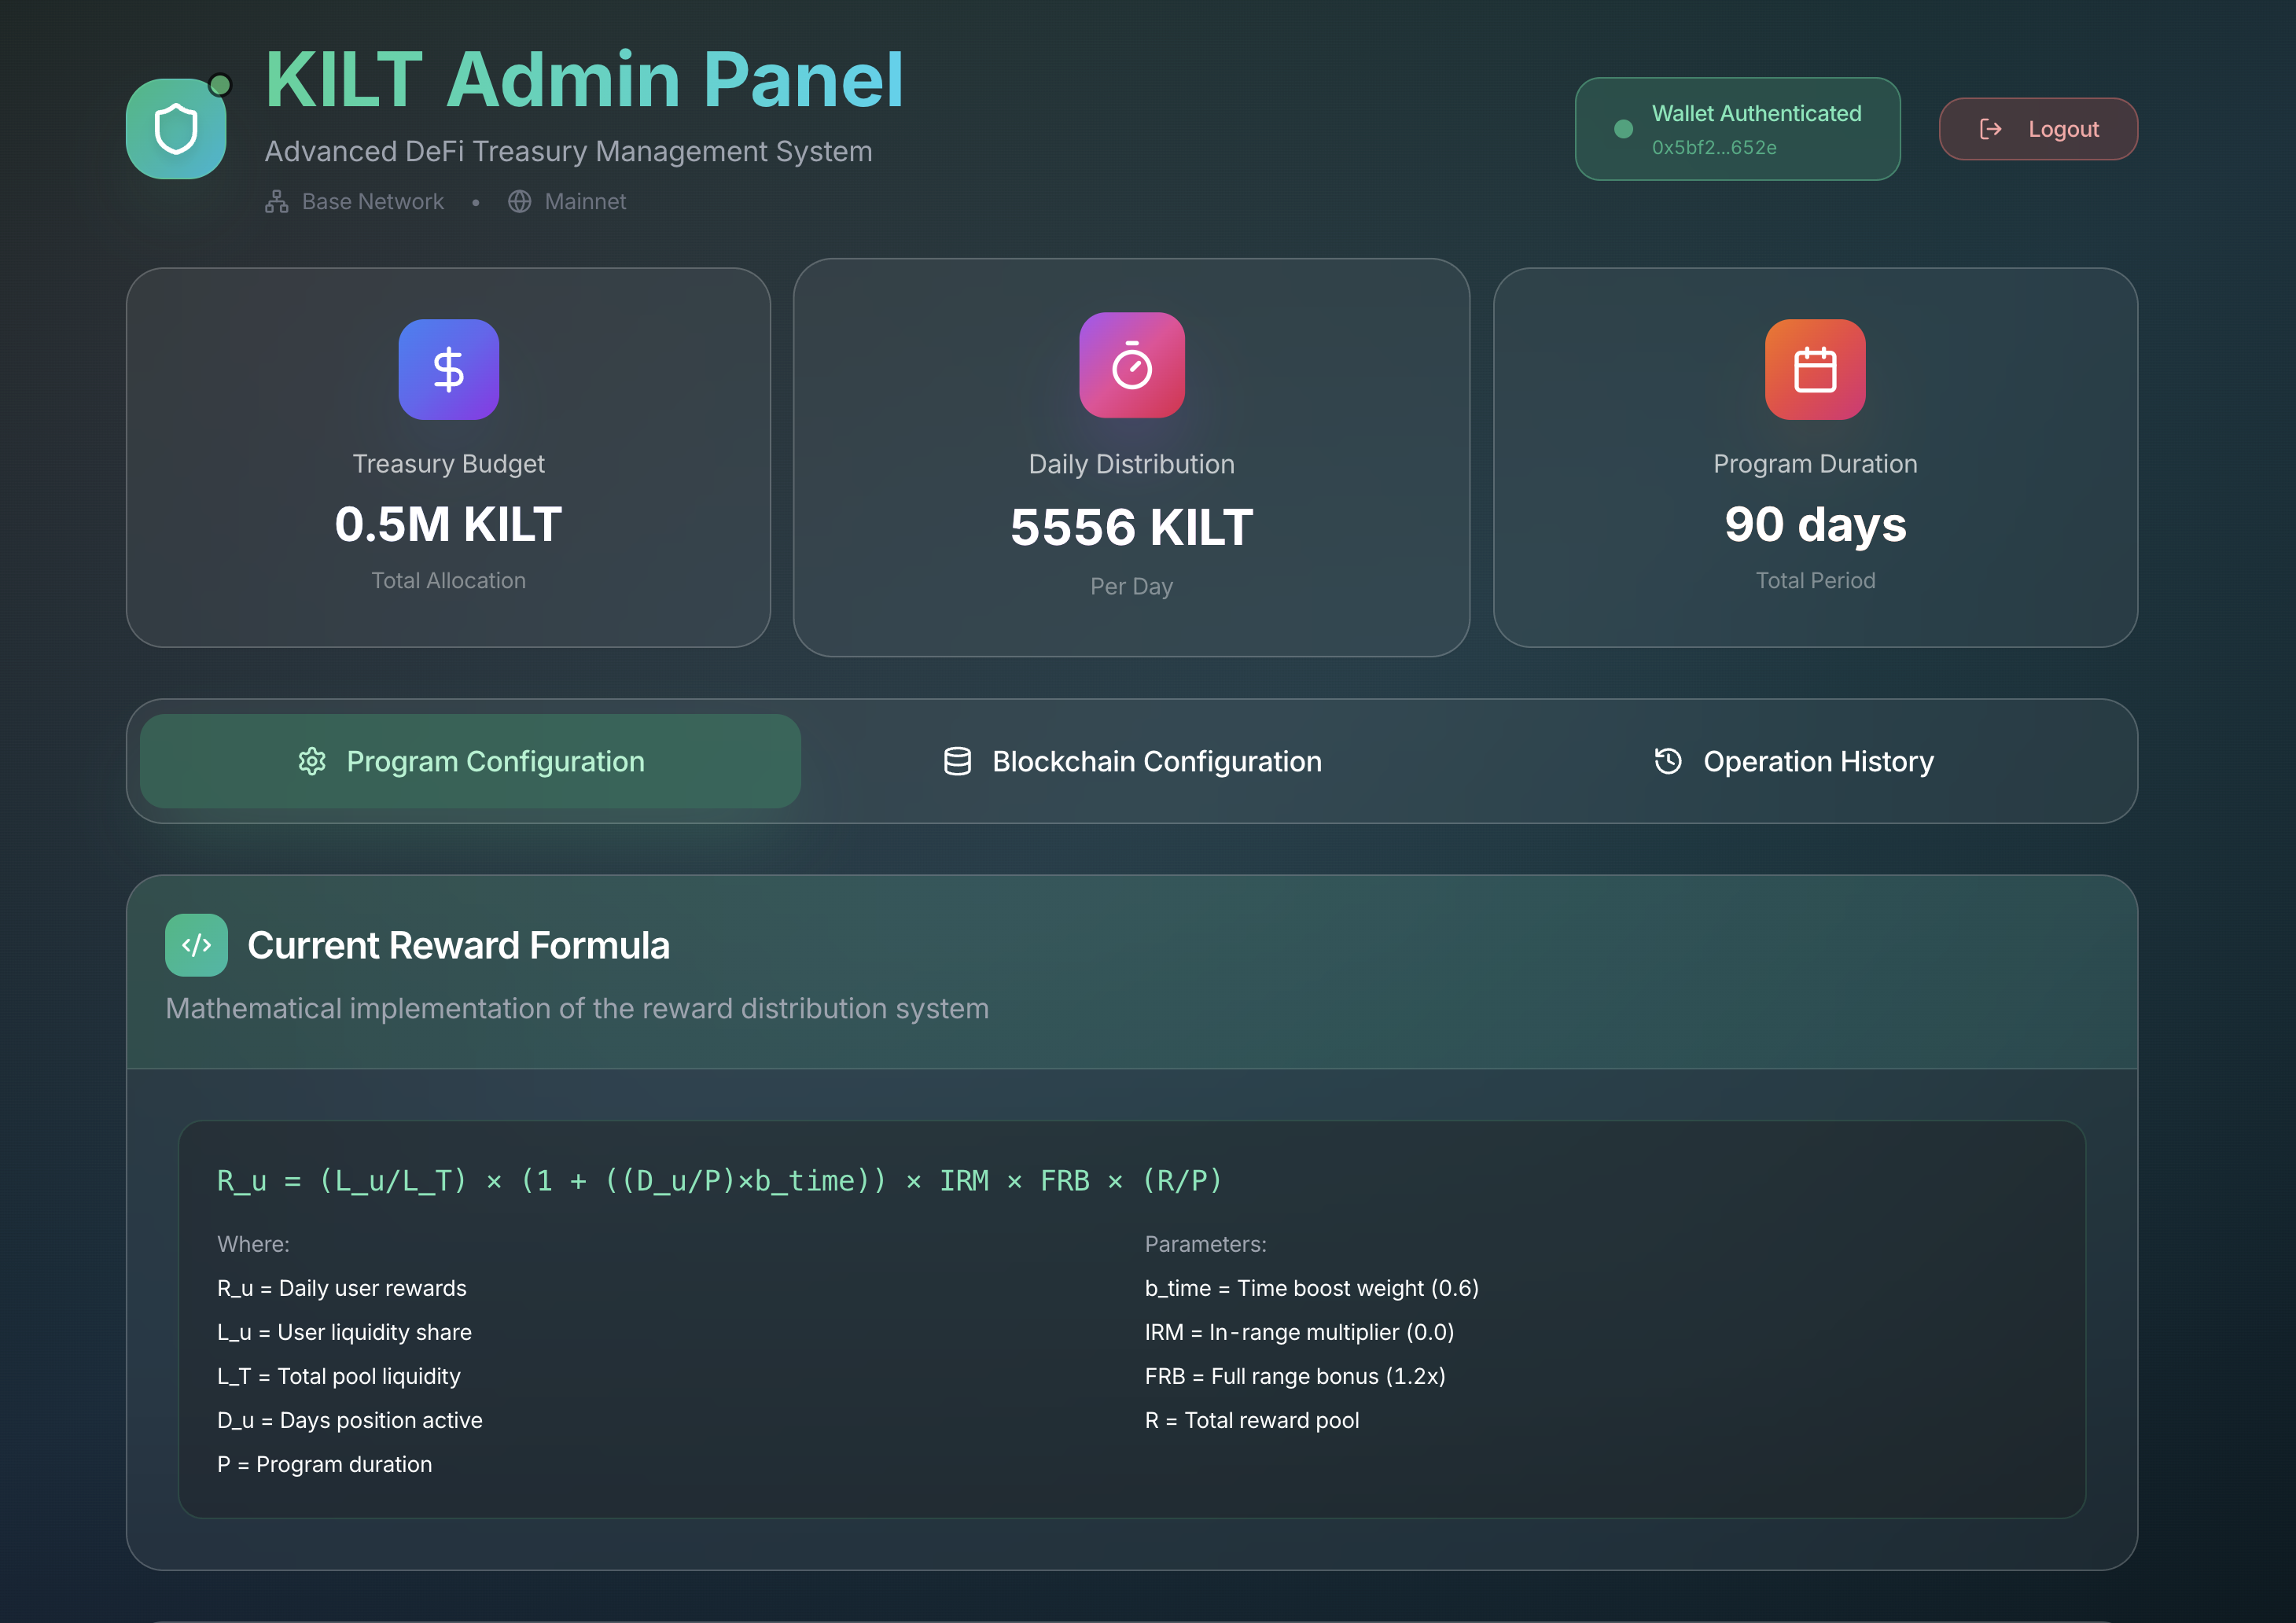 KILT Admin Panel
Advanced DeFi Treasury Management System
Base Network • Mainnet
Wallet Authenticated
0x5bf2...652e
Logout
Treasury Budget
0.5M KILT
Total Allocation
Daily Distribution
5556 KILT
Per Day
Program Duration
90 days
Total Period
Program Configuration
Blockchain Configuration
Operation History
Current Reward Formula
Mathematical implementation of the reward distribution system
R_u = (L_u/L_T) × (1 + ((D_u/P)×b_time)) × IRM × FRB × (R/P)
Where:
R_u = Daily user rewards
L_u = User liquidity share
L_T = Total pool liquidity
D_u = Days position active
P = Program duration
Parameters:
b_time = Time boost weight (0.6)
IRM = In-range multiplier (0.0)
FRB = Full range bonus (1.2x)
R = Total reward pool